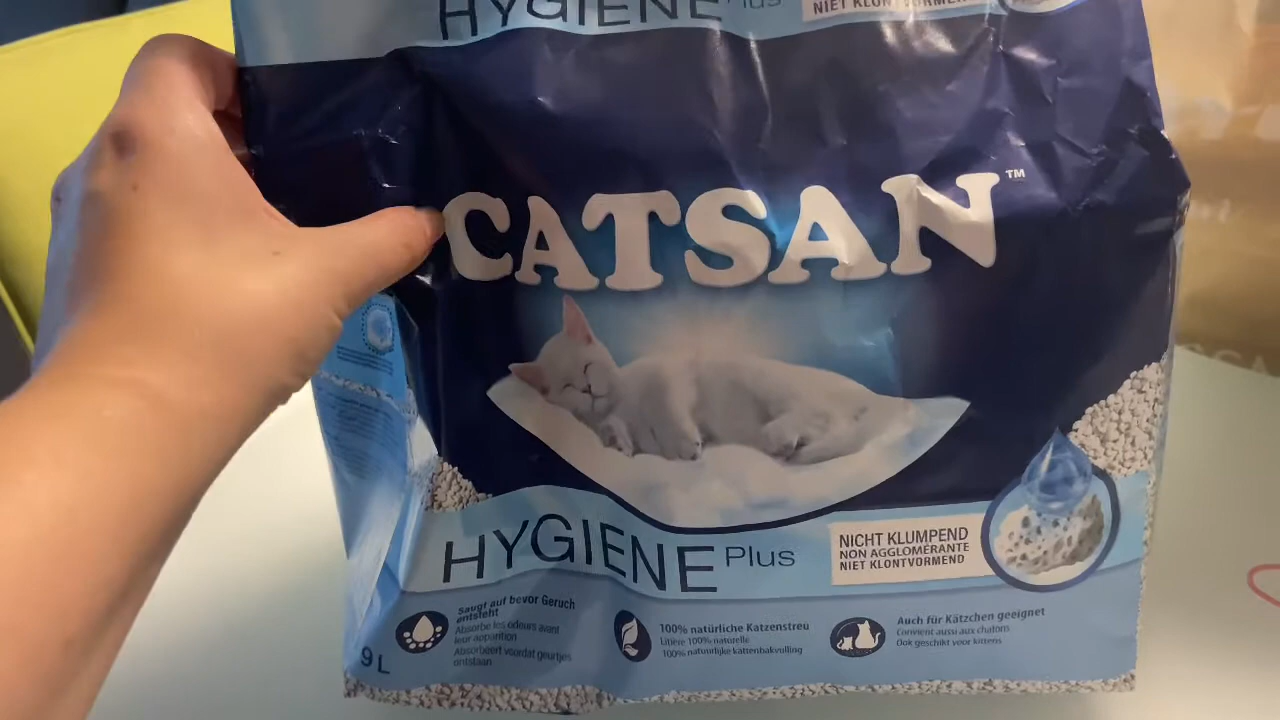 HYGIENE Plus
NIET KLONTVORMEND
CATSAN™
HYGIENE Plus
NICHT KLUMPEND
NON AGGLOMÉRANTE
NIET KLONTVORMEND
Saugt auf bevor Geruch
entsteht
Absorbe les odeurs avant
leur apparition
Absorbeert voordat geurtjes
ontstaan
100% natürliche Katzenstreu
Litière 100% naturelle
100% natuurlijke kattenbakvulling
Auch für Kätzchen geeignet
Convient aussi aux chatons
Ook geschikt voor kittens
9 L